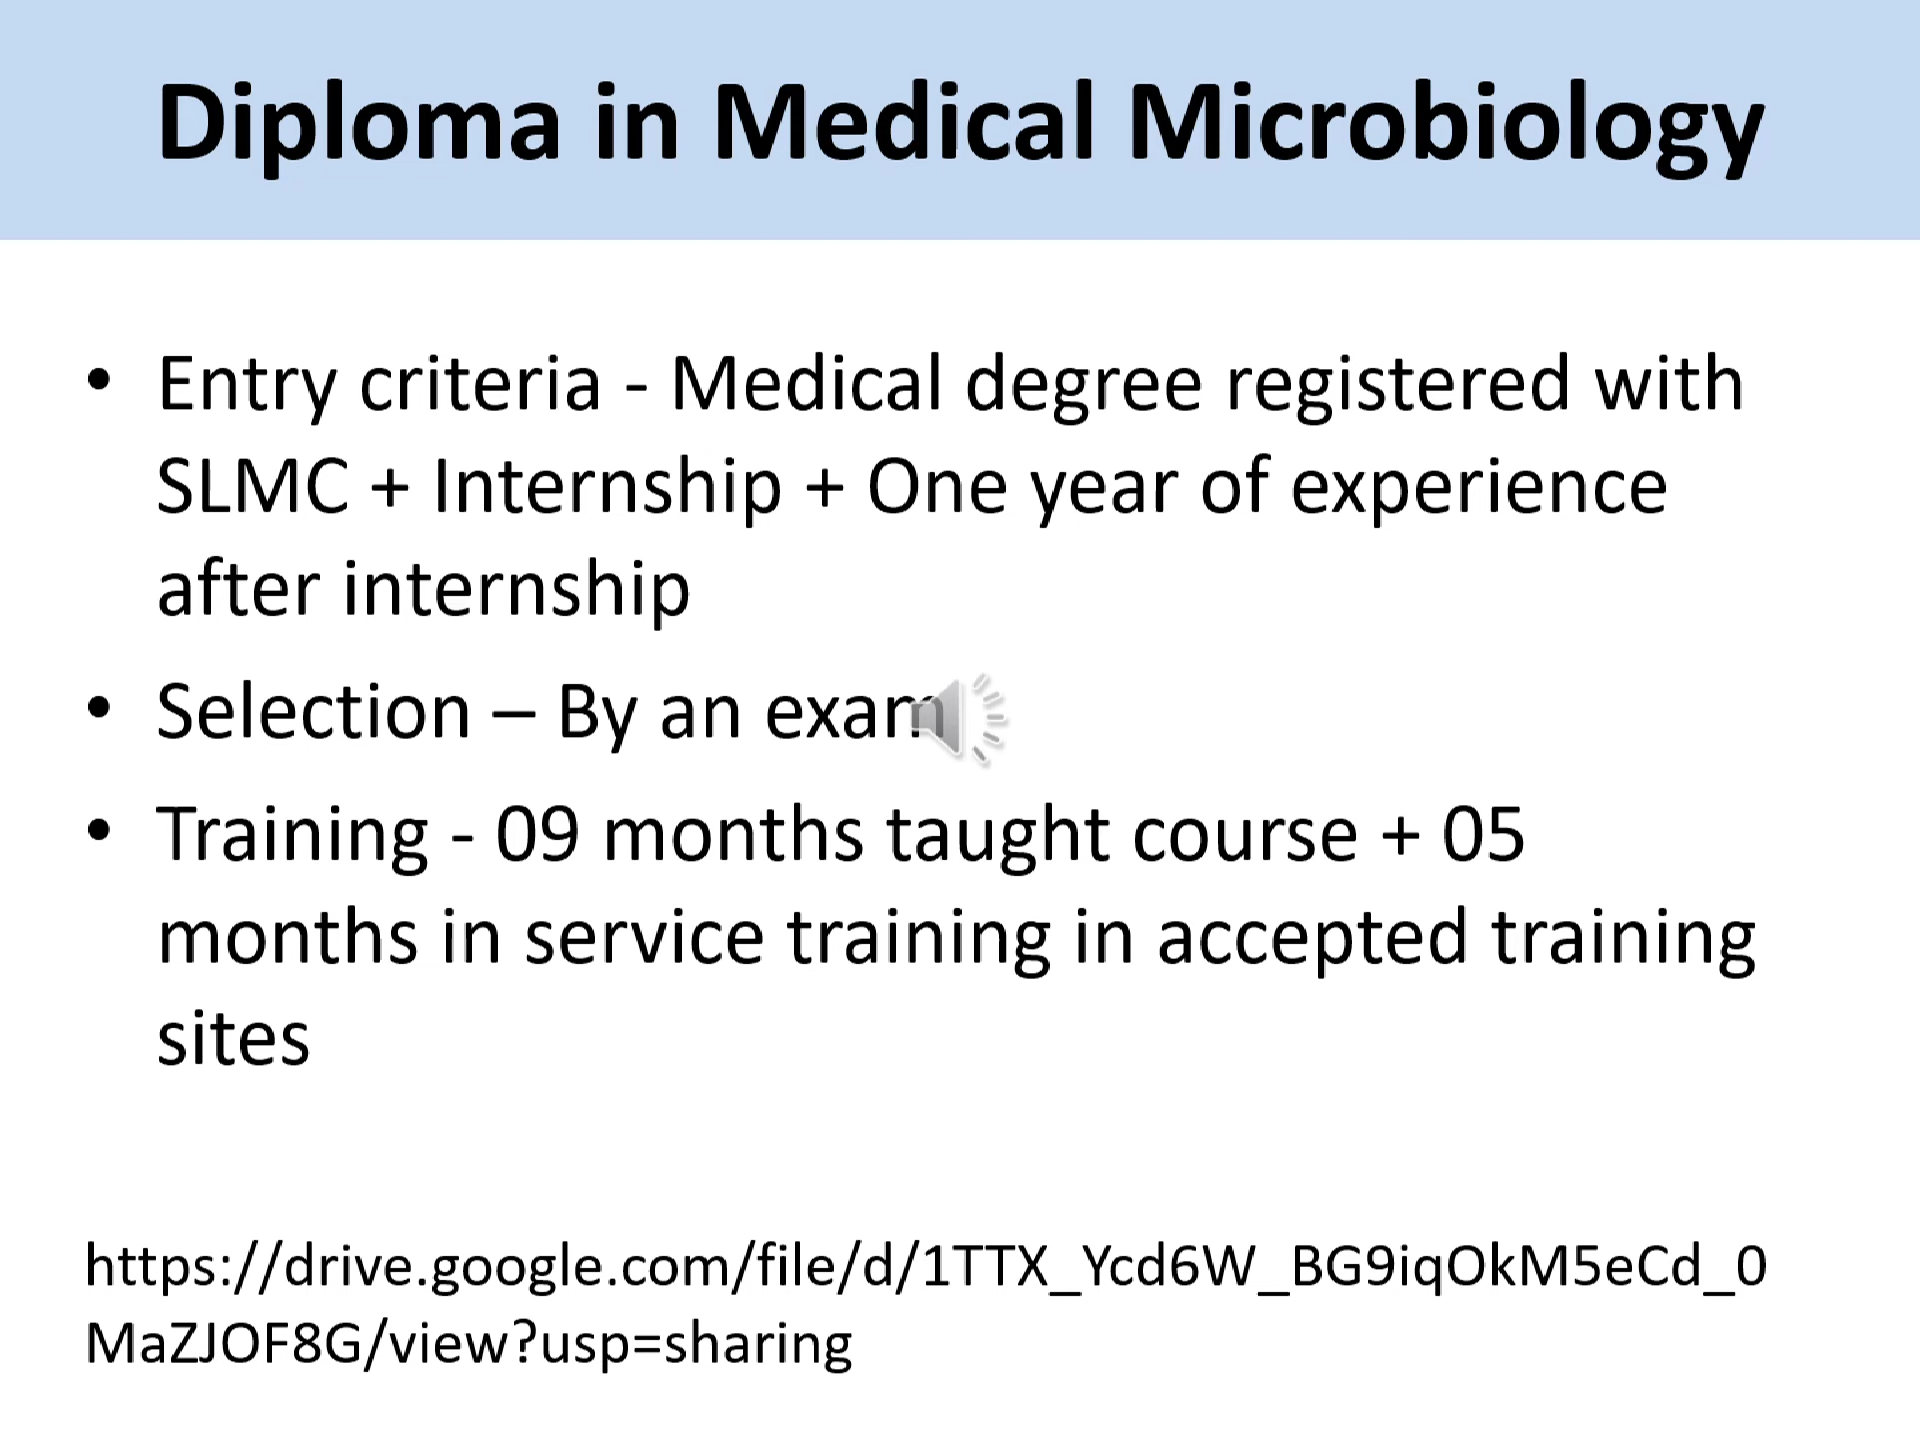 Diploma in Medical Microbiology
• Entry criteria - Medical degree registered with
SLMC + Internship + One year of experience
after internship
• Selection – By an exam
• Training - 09 months taught course + 05
months in service training in accepted training
sites
https://drive.google.com/file/d/1TTX_Ycd6W_BG9iqOkM5eCd_0
MaZJOF8G/view?usp=sharing